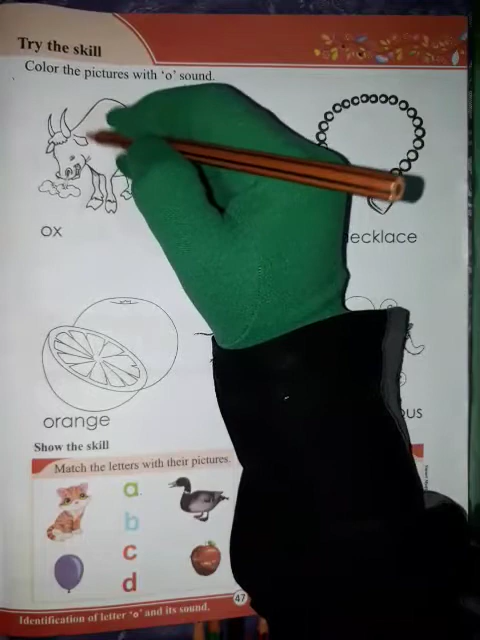 Try the skill
Color the pictures with 'o' sound.
ox
ecklace
orange
ous
Show the skill
Match the letters with their pictures.
a
b
c
d
47
Identification of letter 'o' and its sound.